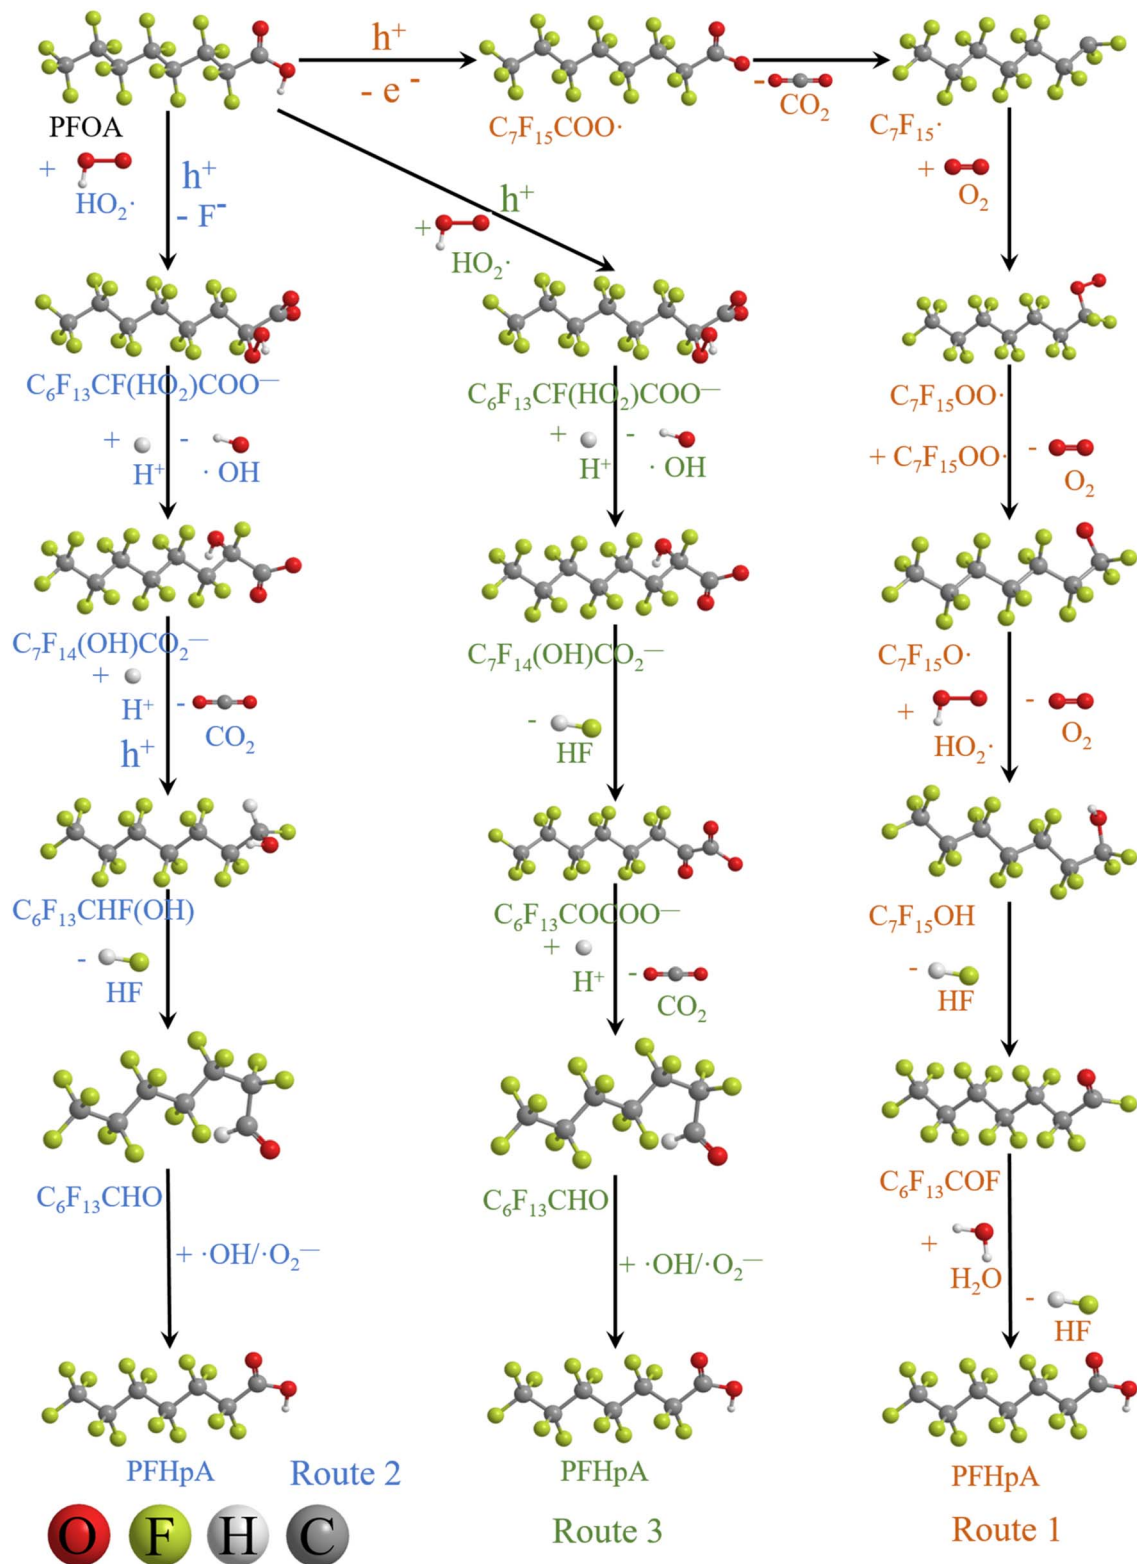 h⁺
- e⁻
PFOA
C₇F₁₅COO·
- CO₂
C₇F₁₅·
+ HO₂·
h⁺
- F⁻
+ HO₂·
h⁺
+ O₂
C₆F₁₃CF(HO₂)COO—
C₆F₁₃CF(HO₂)COO—
C₇F₁₅OO·
+ H⁺
- · OH
+ H⁺
- · OH
+ C₇F₁₅OO·
- O₂
C₇F₁₄(OH)CO₂—
C₇F₁₄(OH)CO₂—
C₇F₁₅O·
+ H⁺
- CO₂
h⁺
- HF
+ HO₂·
- O₂
C₆F₁₃CHF(OH)
C₆F₁₃COCOO—
C₇F₁₅OH
- HF
+ H⁺
- CO₂
- HF
C₆F₁₃CHO
C₆F₁₃CHO
C₆F₁₃COF
+ ·OH/·O₂—
+ ·OH/·O₂—
+ H₂O
- HF
PFHpA
PFHpA
PFHpA
Route 2
Route 3
Route 1
O F H C